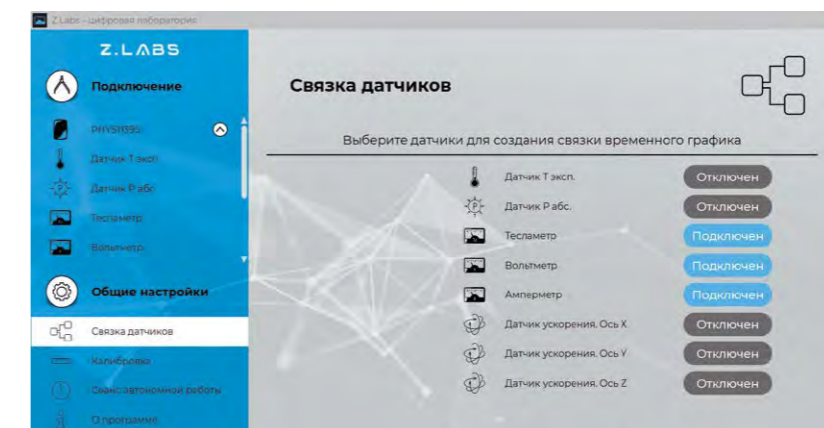 Z.Labs - цифровая лаборатория
Z.LABS
Подключение
Датчик Т эксп.
Датчик P абс.
Тесламетр
Вольтметр
Общие настройки
Связка датчиков
Калибровка
Сеанс автономной работы
О программе
Связка датчиков
Выберите датчики для создания связки временного графика
Датчик Т эксп. Отключен
Датчик P абс. Отключен
Тесламетр Подключен
Вольтметр Подключен
Амперметр Подключен
Датчик ускорения. Ось X Отключен
Датчик ускорения. Ось Y Отключен
Датчик ускорения. Ось Z Отключен